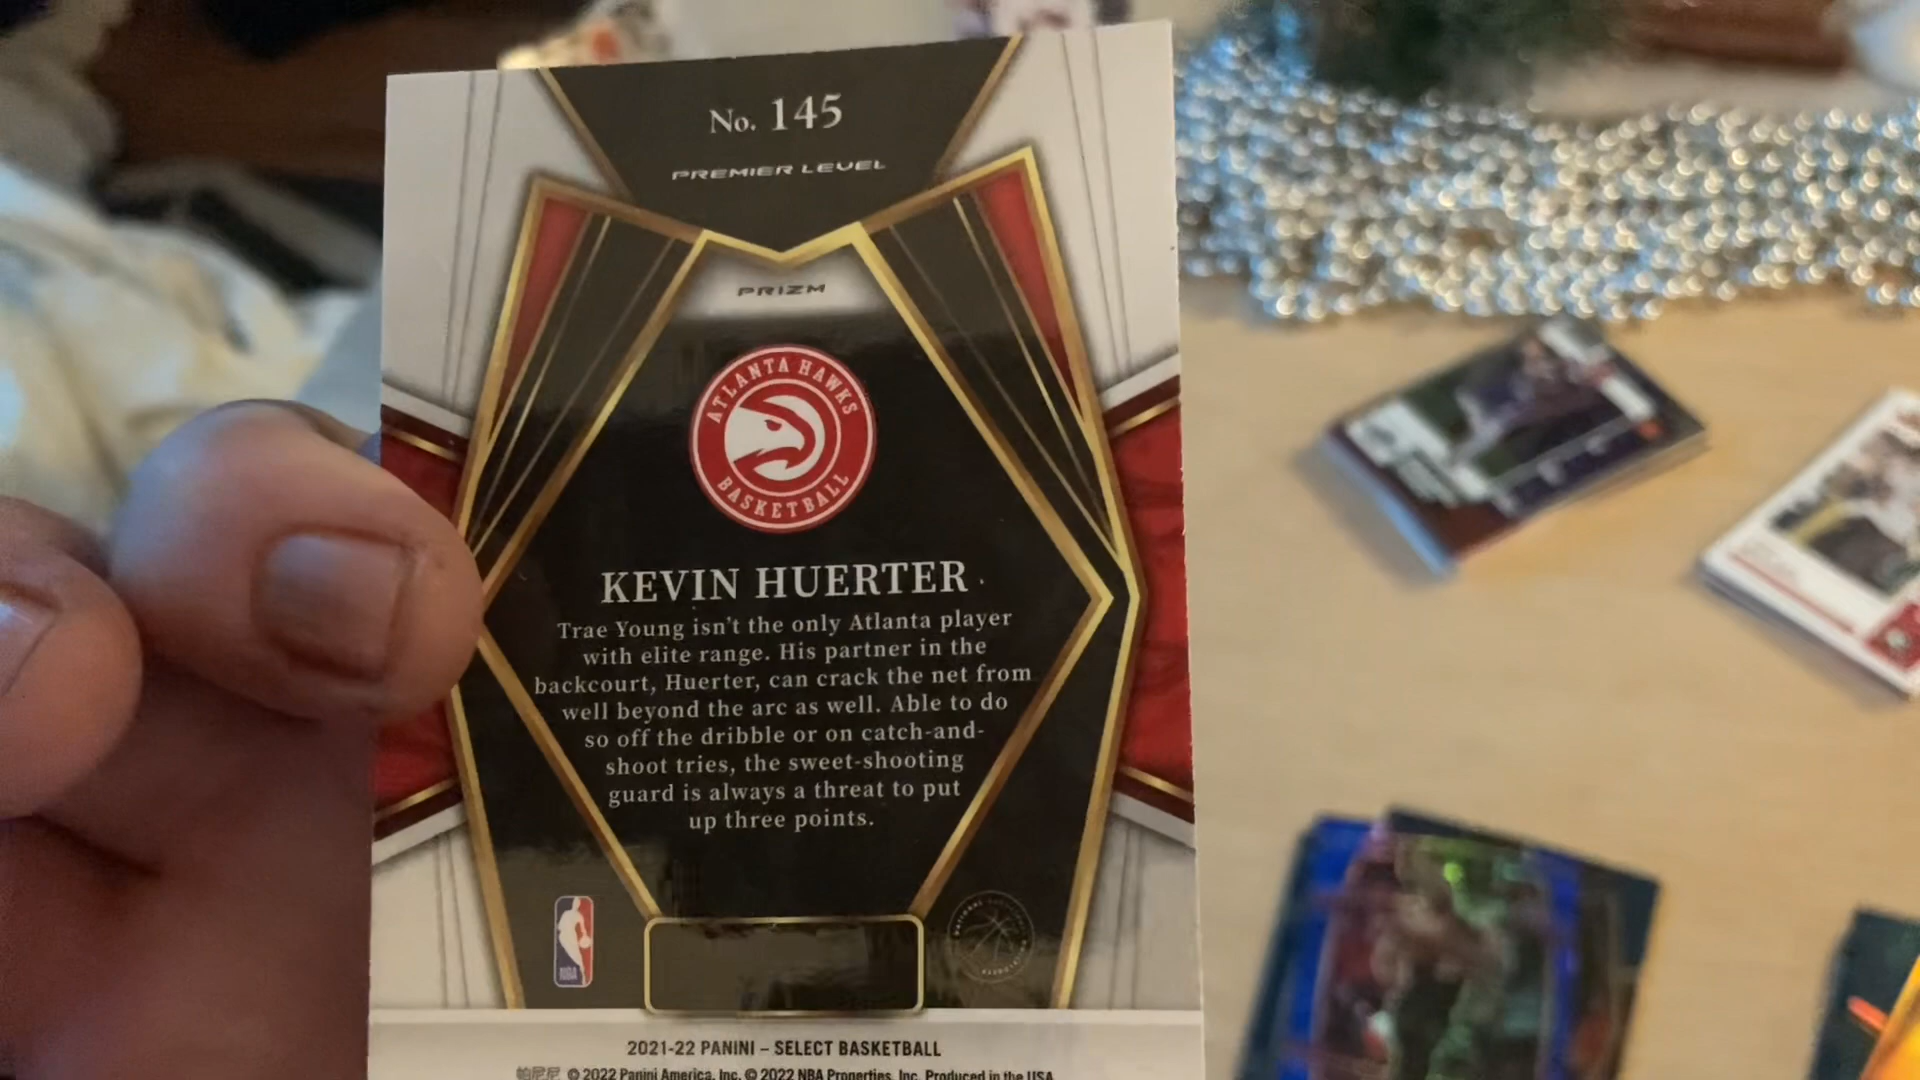 No. 145
PREMIER LEVEL
PRIZM
ATLANTA HAWKS
BASKETBALL
KEVIN HUERTER
Trae Young isn't the only Atlanta player
with elite range. His partner in the
backcourt, Huerter, can crack the net from
well beyond the arc as well. Able to do
so off the dribble or on catch-and-
shoot tries, the sweet-shooting
guard is always a threat to put
up three points.
NBA
2021-22 PANINI – SELECT BASKETBALL
帕尼尼 © 2022 Panini America, Inc. © 2022 NBA Properties, Inc. Produced in the USA